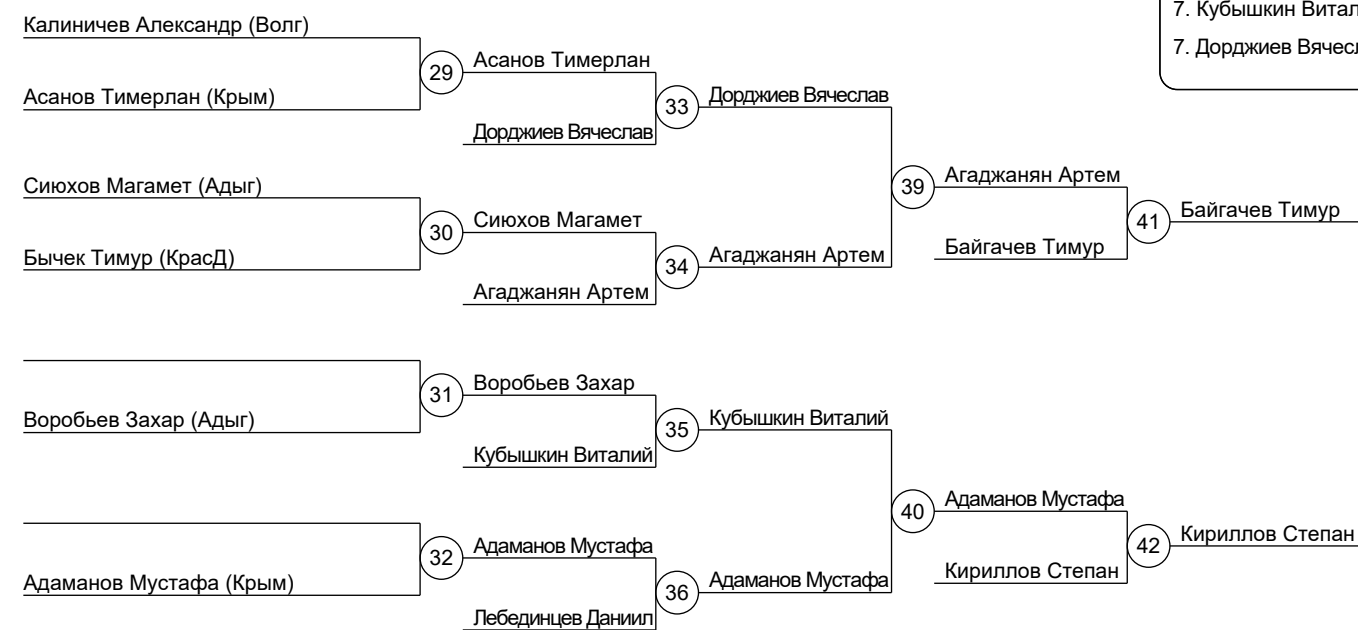 7. Кубышкин Витал
7. Дорджиев Вячесл
Калиничев Александр (Волг)
29
Асанов Тимерлан
Асанов Тимерлан (Крым)
33
Дорджиев Вячеслав
Дорджиев Вячеслав
39
Агаджанян Артем
Сиюхов Магамет (Адыг)
30
Сиюхов Магамет
Бычек Тимур (КрасД)
34
Агаджанян Артем
Агаджанян Артем
41
Байгачев Тимур
Байгачев Тимур
31
Воробьев Захар
Воробьев Захар (Адыг)
35
Кубышкин Виталий
Кубышкин Виталий
40
Адаманов Мустафа
32
Адаманов Мустафа
Адаманов Мустафа (Крым)
36
Адаманов Мустафа
Лебединцев Даниил
42
Кириллов Степан
Кириллов Степан